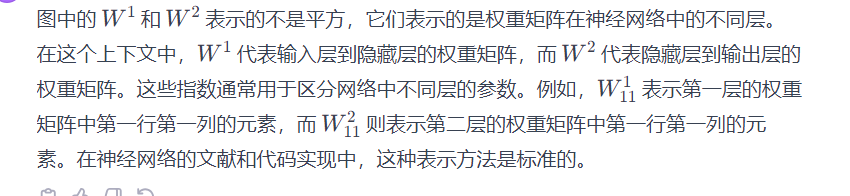 图中的 W¹ 和 W² 表示的不是平方，它们表示的是权重矩阵在神经网络中的不同层。
在这个上下文中，W¹ 代表输入层到隐藏层的权重矩阵，而 W² 代表隐藏层到输出层的
权重矩阵。这些指数通常用于区分网络中不同层的参数。例如，W¹₁₁ 表示第一层的权重
矩阵中第一行第一列的元素，而 W²₁₁ 则表示第二层的权重矩阵中第一行第一列的元
素。在神经网络的文献和代码实现中，这种表示方法是标准的。